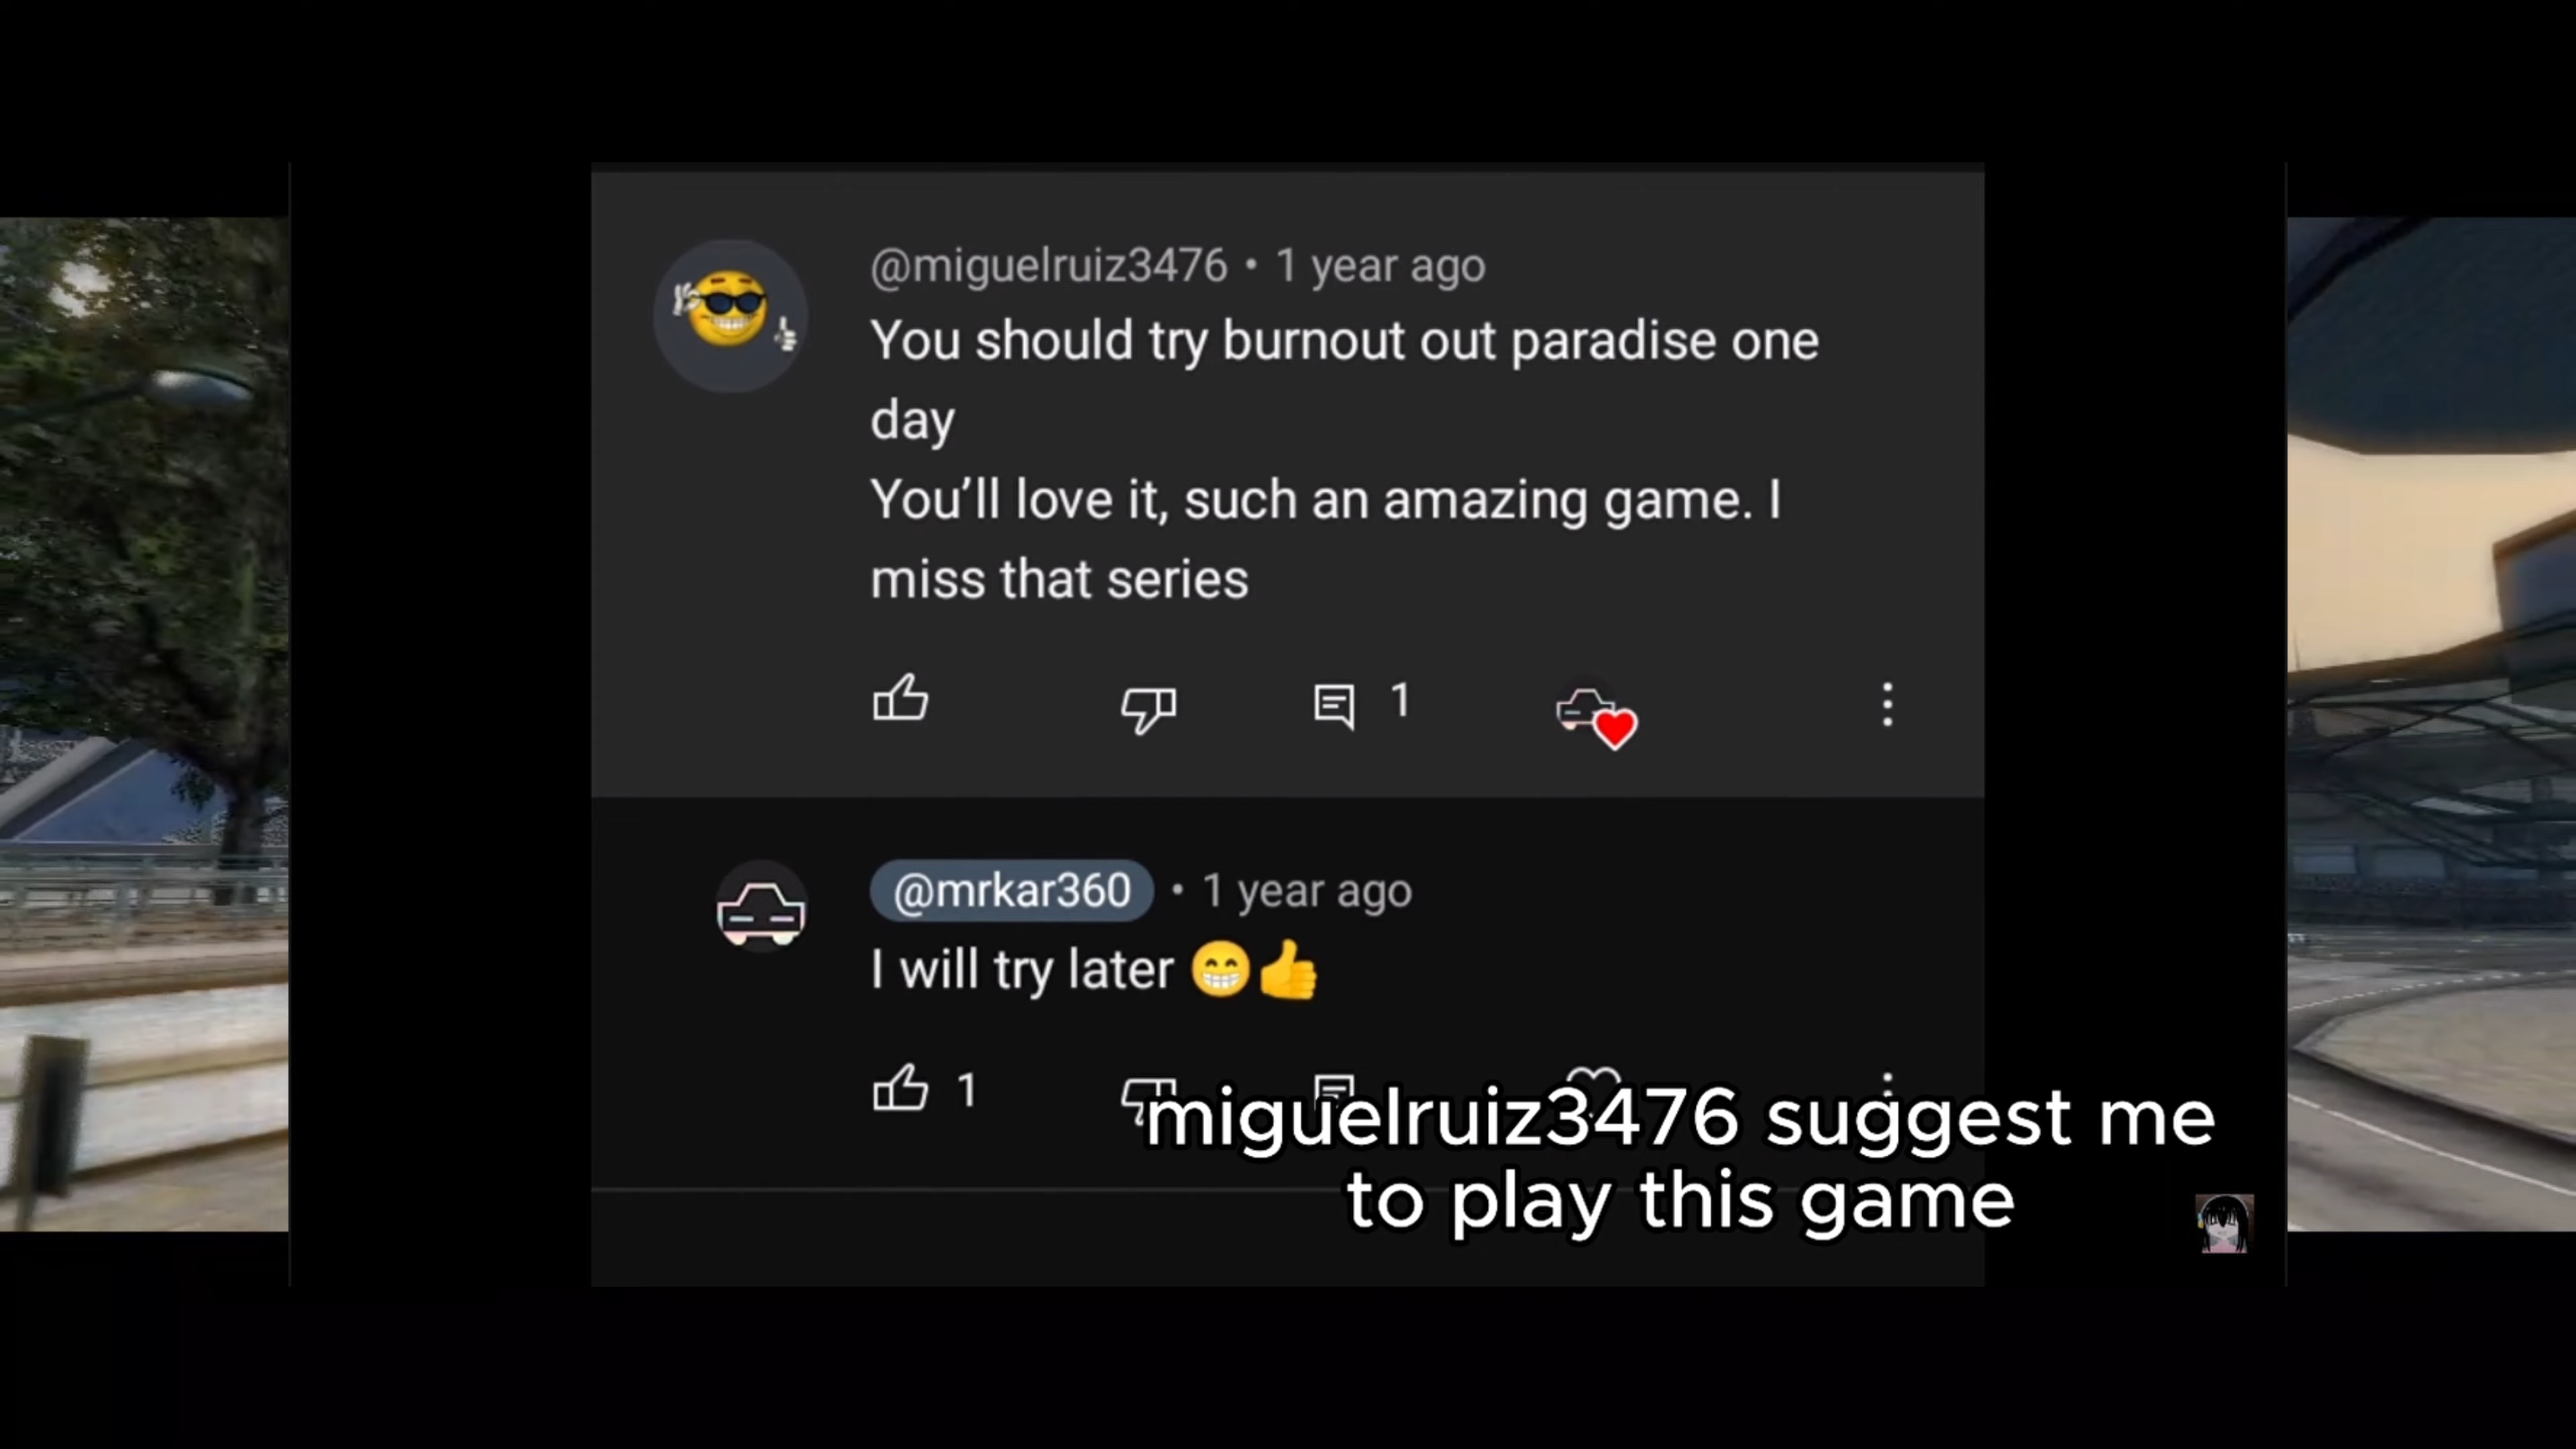 @miguelruiz3476 • 1 year ago
You should try burnout out paradise one
day
You’ll love it, such an amazing game. I
miss that series
1
@mrkar360 • 1 year ago
I will try later 😁👍
1
miguelruiz3476 suggest me
to play this game